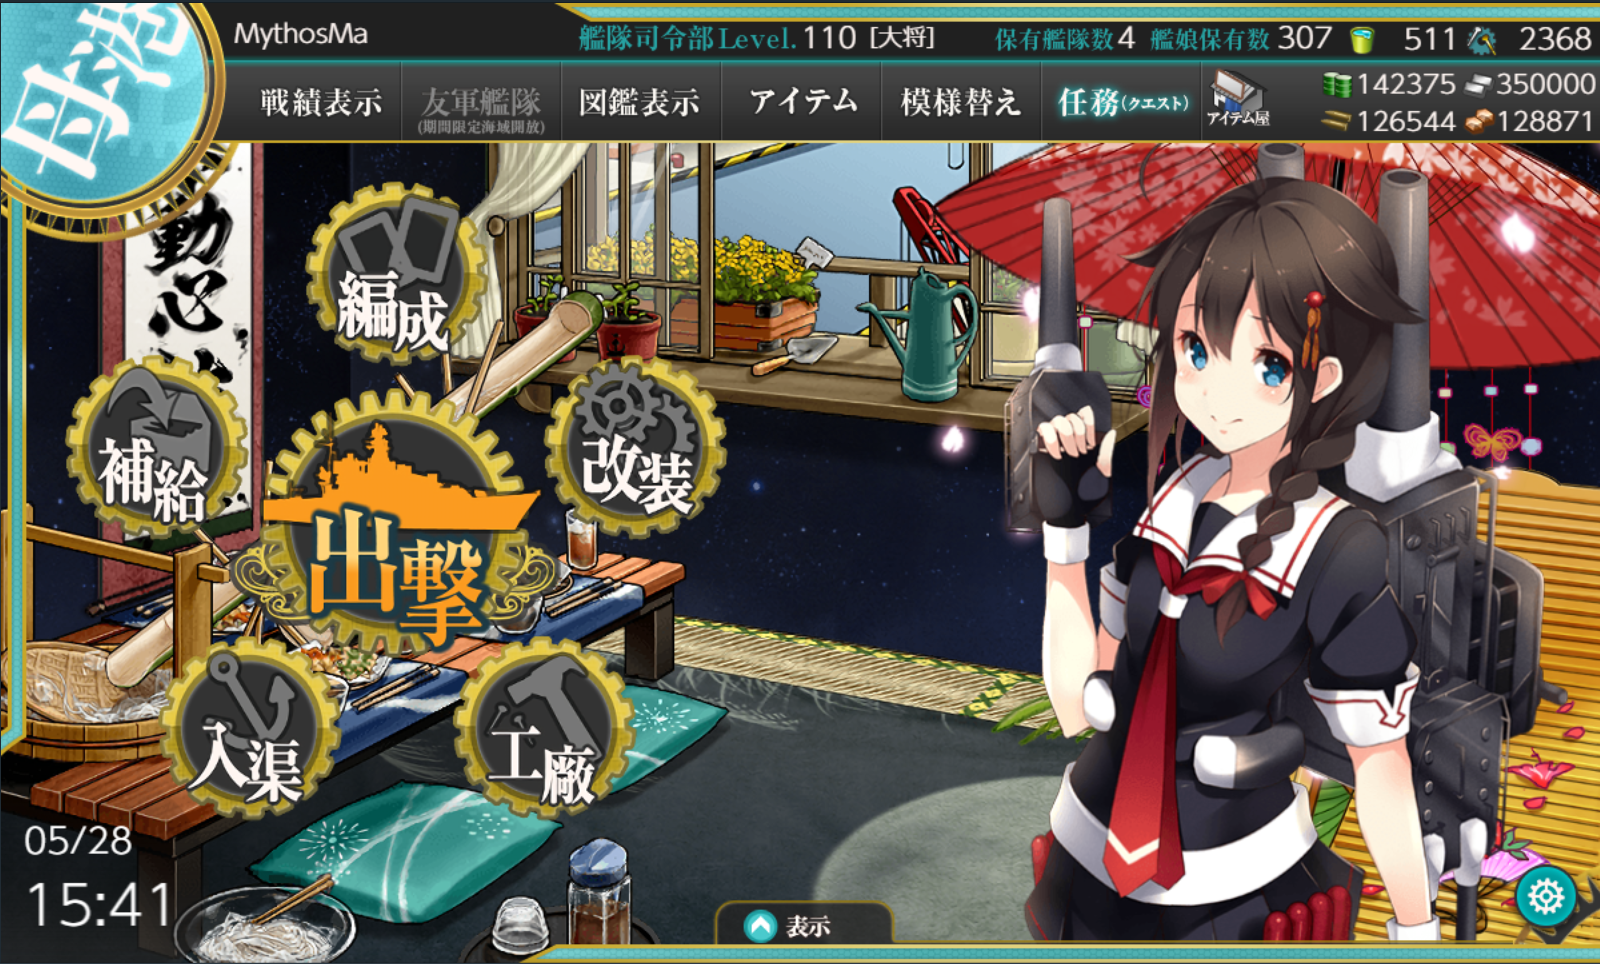 母港
MythosMa
艦隊司令部Level. 110 [大将]
保有艦隊数 4 艦娘保有数 307 511 2368
戦績表示
友軍艦隊
(期間限定海域開放)
図鑑表示
アイテム
模様替え
任務(クエスト)
アイテム屋
142375 350000
126544 128871
動心
編成
補給
改装
出撃
入渠
工廠
05/28
15:41
表示